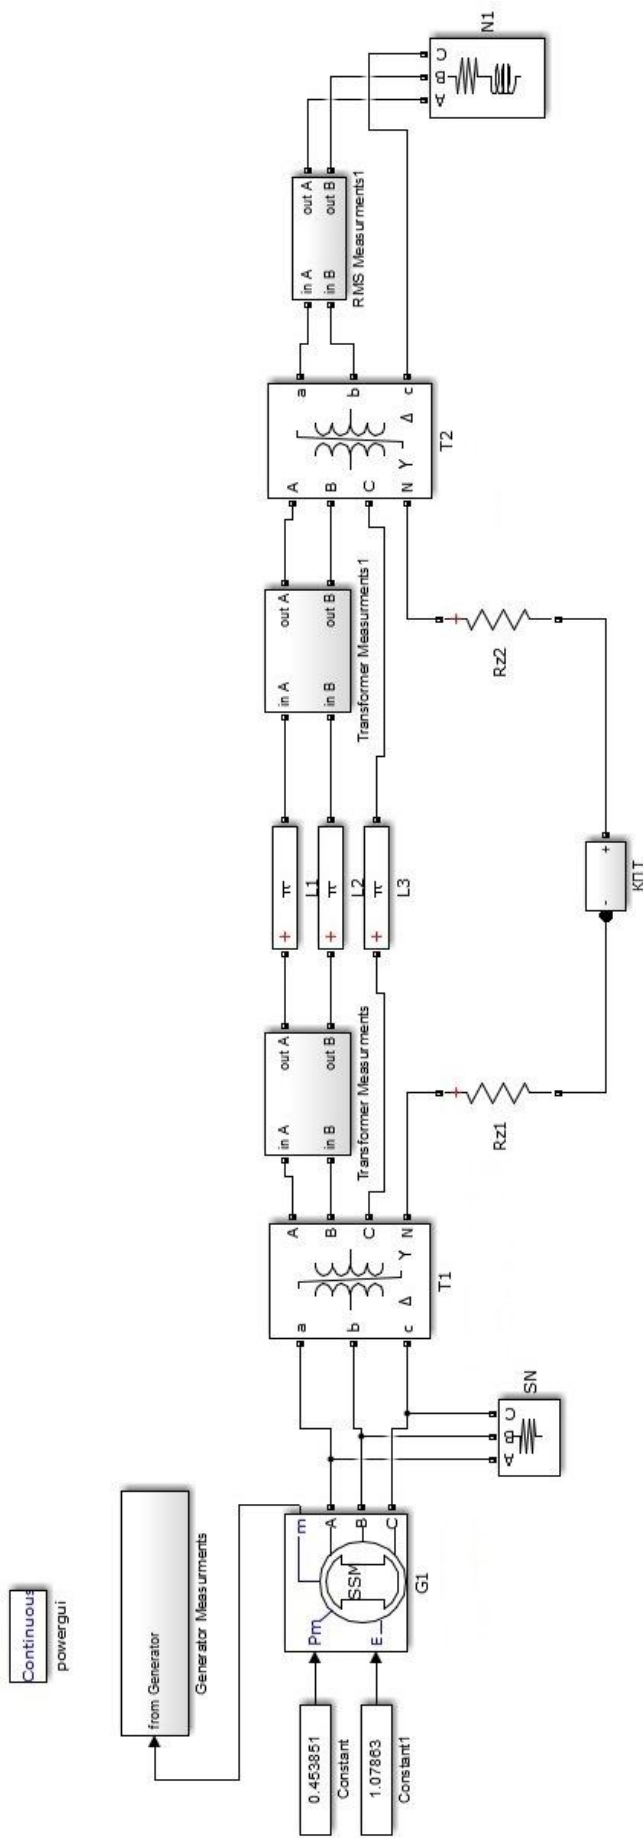 Continuous
powergui
from Generator
Generator Measurments
0.453851
Constant
1.07863
Constant1
Pm
E
m
A
B
C
SSM
G1
A
B
C
SN
a
b
c
Δ
Y
A
B
C
N
T1
in A
in B
out A
out B
Transformer Measurments
Rz1
+
π
L1
+
π
L2
+
π
L3
-
+
КПТ
in A
in B
out A
out B
Transformer Measurments1
+
Rz2
+
A
B
C
N
Y
Δ
a
b
c
T2
in A
in B
out A
out B
RMS Measurments1
A
B
C
N1